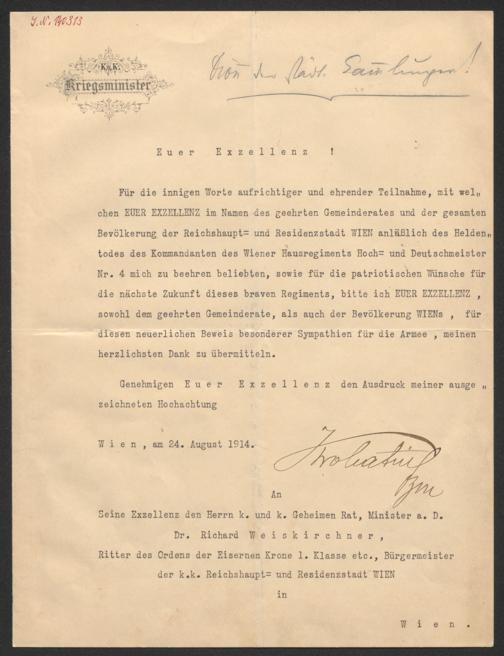 J.N. 140313
K.u.K.
Kriegsminister
den städt. Sammlungen!
Euer Exzellenz !
Für die innigen Worte aufrichtiger und ehrender Teilnahme, mit wel„
chen EUER EXZELLENZ im Namen des geehrten Gemeinderates und der gesamten
Bevölkerung der Reichshaupt= und Residenzstadt WIEN anläßlich des Helden„
todes des Kommandanten des Wiener Hausregiments Hoch= und Deutschmeister
Nr. 4 mich zu beehren beliebten, sowie für die patriotischen Wünsche für
die nächste Zukunft dieses braven Regiments, bitte ich EUER EXZELLENZ ,
sowohl dem geehrten Gemeinderate, als auch der Bevölkerung WIENs , für
diesen neuerlichen Beweis besonderer Sympathien für die Armee , meinen
herzlichsten Dank zu übermitteln.
Genehmigen Euer Exzellenz den Ausdruck meiner ausge„
zeichneten Hochachtung
Wien, am 24. August 1914.
Krobatin
An
Seine Exzellenz den Herrn k. und k. Geheimen Rat, Minister a. D.
Dr. Richard Weiskirchner,
Ritter des Ordens der Eisernen Krone 1. Klasse etc., Bürgermeister
der k.k. Reichshaupt= und Residenzstadt WIEN
in
Wien.